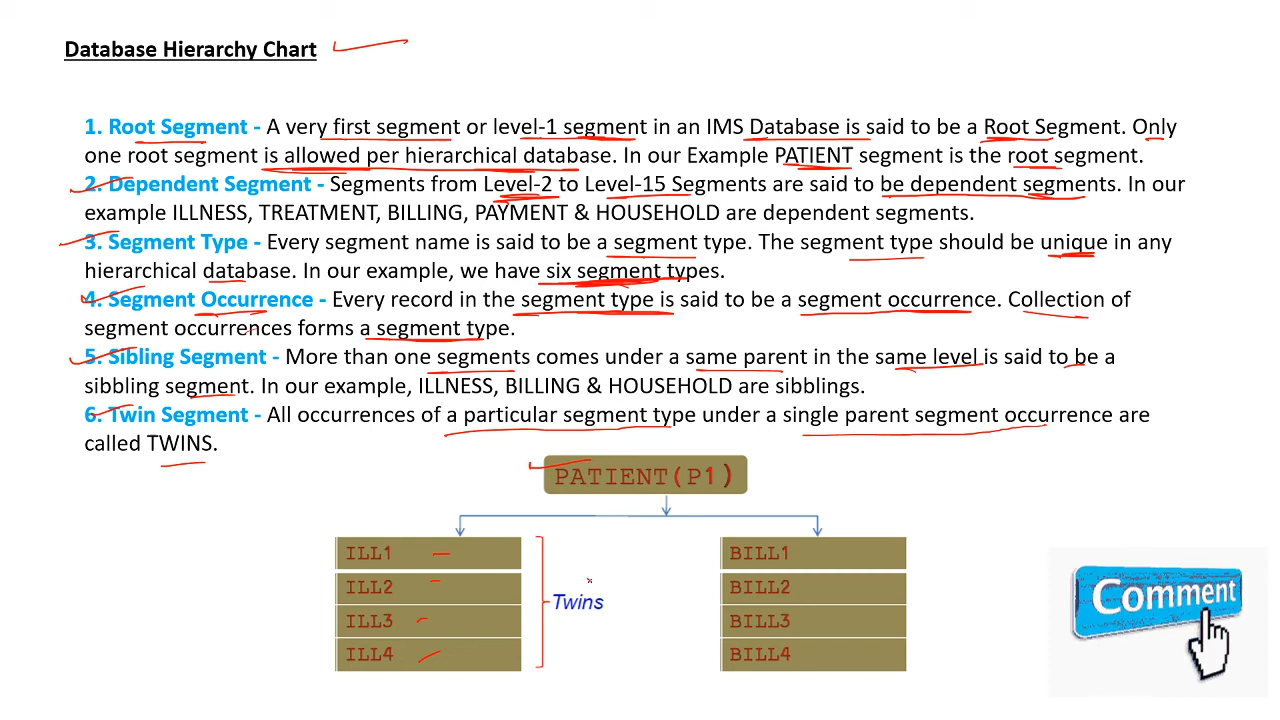 Database Hierarchy Chart
1. Root Segment - A very first segment or level-1 segment in an IMS Database is said to be a Root Segment. Only
one root segment is allowed per hierarchical database. In our Example PATIENT segment is the root segment.
2. Dependent Segment - Segments from Level-2 to Level-15 Segments are said to be dependent segments. In our
example ILLNESS, TREATMENT, BILLING, PAYMENT & HOUSEHOLD are dependent segments.
3. Segment Type - Every segment name is said to be a segment type. The segment type should be unique in any
hierarchical database. In our example, we have six segment types.
4. Segment Occurrence - Every record in the segment type is said to be a segment occurrence. Collection of
segment occurrences forms a segment type.
5. Sibling Segment - More than one segments comes under a same parent in the same level is said to be a
sibbling segment. In our example, ILLNESS, BILLING & HOUSEHOLD are sibblings.
6. Twin Segment - All occurrences of a particular segment type under a single parent segment occurrence are
called TWINS.
PATIENT(P1)
ILL1
ILL2
ILL3
ILL4
Twins
BILL1
BILL2
BILL3
BILL4
Comment